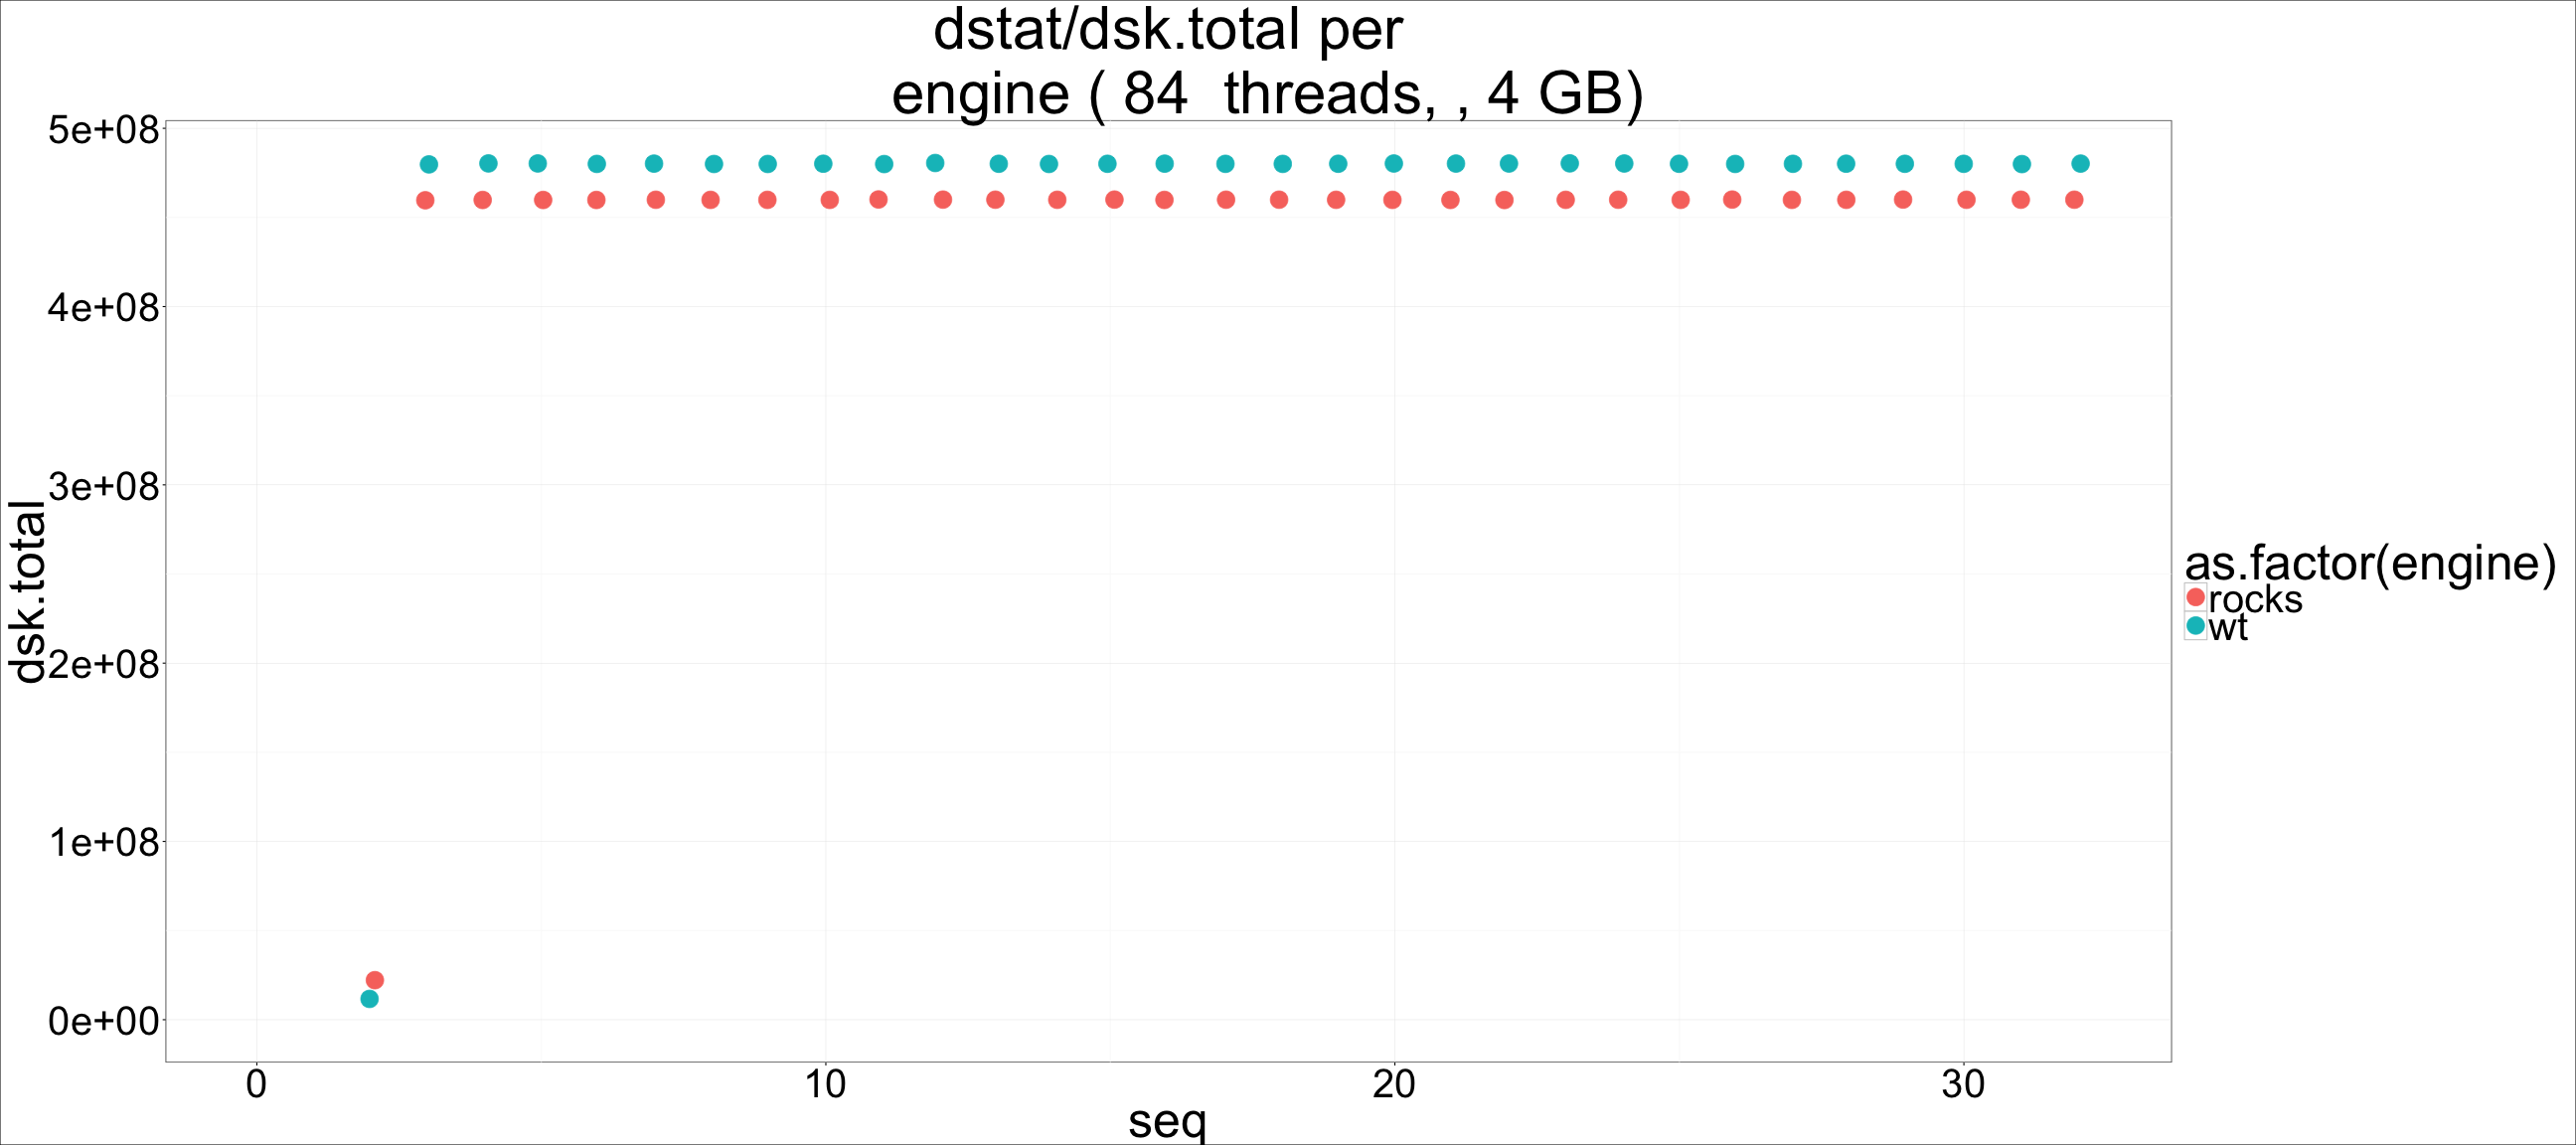 dstat/dsk.total per
engine ( 84  threads, , 4 GB)
5e+08
4e+08
3e+08
2e+08
1e+08
0e+00
dsk.total
0 10 20 30
seq
as.factor(engine)
rocks
wt